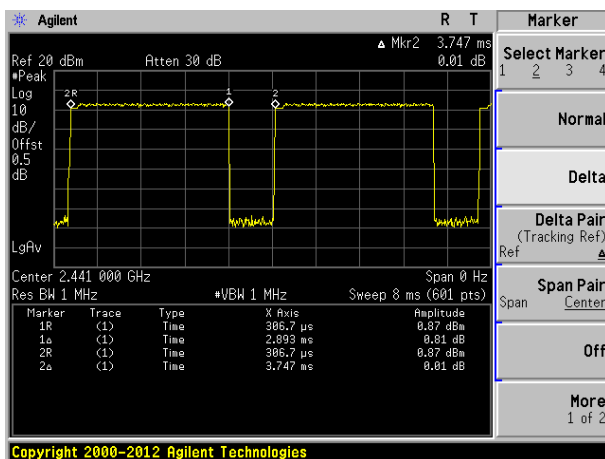 Agilent R T Marker
Δ Mkr2 3.747 ms
Ref 20 dBm Atten 30 dB 0.01 dB
#Peak
Log
10
dB/
Offst
0.5
dB
LgAv
2R 1 2
Center 2.441 000 GHz Span 0 Hz
Res BW 1 MHz #VBW 1 MHz Sweep 8 ms (601 pts)
Marker Trace Type X Axis Amplitude
1R (1) Time 306.7 µs 0.87 dBm
1Δ (1) Time 2.893 ms 0.81 dB
2R (1) Time 306.7 µs 0.87 dBm
2Δ (1) Time 3.747 ms 0.01 dB
Select Marker
1 2 3 4
Normal
Delta
Delta Pair
(Tracking Ref)
Ref Δ
Span Pair
Span Center
Off
More
1 of 2
Copyright 2000-2012 Agilent Technologies